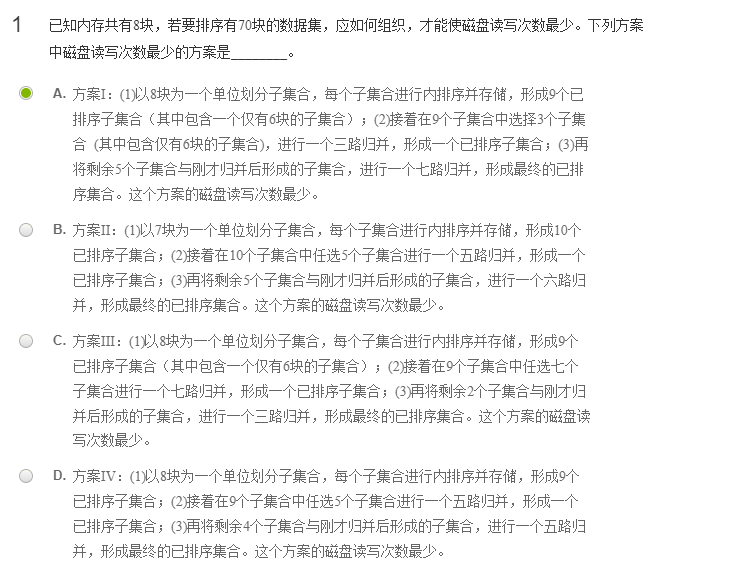 1 已知内存共有8块，若要排序有70块的数据集，应如何组织，才能使磁盘读写次数最少。下列方案
中磁盘读写次数最少的方案是________。
A. 方案I：(1)以8块为一个单位划分子集合，每个子集合进行内排序并存储，形成9个已
排序子集合（其中包含一个仅有6块的子集合）；(2)接着在9个子集合中选择3个子集
合 (其中包含仅有6块的子集合)，进行一个三路归并，形成一个已排序子集合；(3)再
将剩余5个子集合与刚才归并后形成的子集合，进行一个七路归并，形成最终的已排
序集合。这个方案的磁盘读写次数最少。
B. 方案II：(1)以7块为一个单位划分子集合，每个子集合进行内排序并存储，形成10个
已排序子集合；(2)接着在10个子集合中任选5个子集合进行一个五路归并，形成一个
已排序子集合；(3)再将剩余5个子集合与刚才归并后形成的子集合，进行一个六路归
并，形成最终的已排序集合。这个方案的磁盘读写次数最少。
C. 方案III：(1)以8块为一个单位划分子集合，每个子集合进行内排序并存储，形成9个
已排序子集合（其中包含一个仅有6块的子集合）；(2)接着在9个子集合中任选七个
子集合进行一个七路归并，形成一个已排序子集合；(3)再将剩余2个子集合与刚才归
并后形成的子集合，进行一个三路归并，形成最终的已排序集合。这个方案的磁盘读
写次数最少。
D. 方案IV：(1)以8块为一个单位划分子集合，每个子集合进行内排序并存储，形成9个
已排序子集合；(2)接着在9个子集合中任选5个子集合进行一个五路归并，形成一个
已排序子集合；(3)再将剩余4个子集合与刚才归并后形成的子集合，进行一个五路归
并，形成最终的已排序集合。这个方案的磁盘读写次数最少。